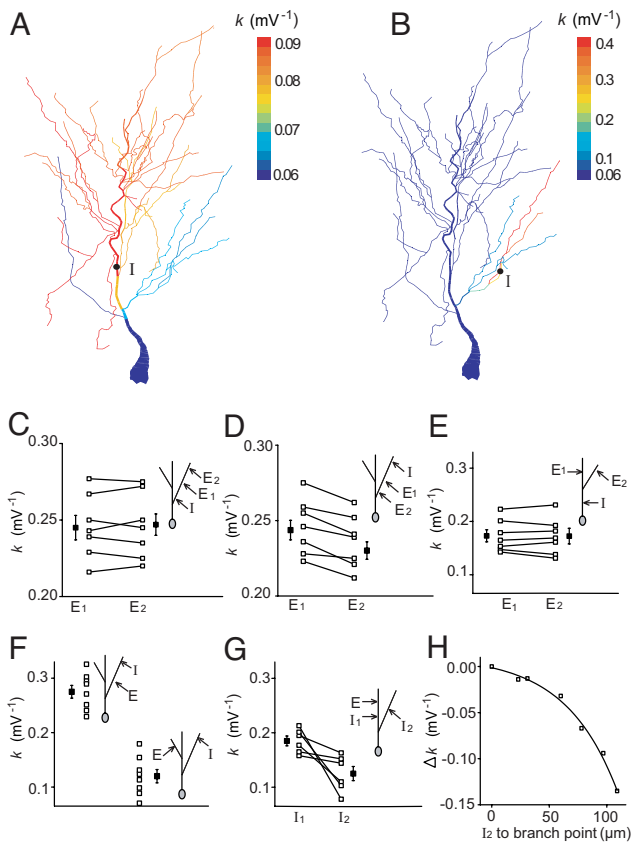 A
k (mV⁻¹)
0.09
0.08
0.07
0.06
I
B
k (mV⁻¹)
0.4
0.3
0.2
0.1
0.06
I
C
0.30
0.25
0.20
k (mV⁻¹)
E₁ E₂
E₂
E₁
I
D
0.30
0.25
0.20
k (mV⁻¹)
E₁ E₂
I
E₁
E₂
E
0.3
0.2
0.1
k (mV⁻¹)
E₁ E₂
E₁
E₂
I
F
0.3
0.2
0.1
k (mV⁻¹)
I
E
E
I
G
0.3
0.2
0.1
k (mV⁻¹)
I₁ I₂
E
I₁
I₂
H
0.00
-0.05
-0.10
-0.15
Δk (mV⁻¹)
0 50 100
I₂ to branch point (μm)